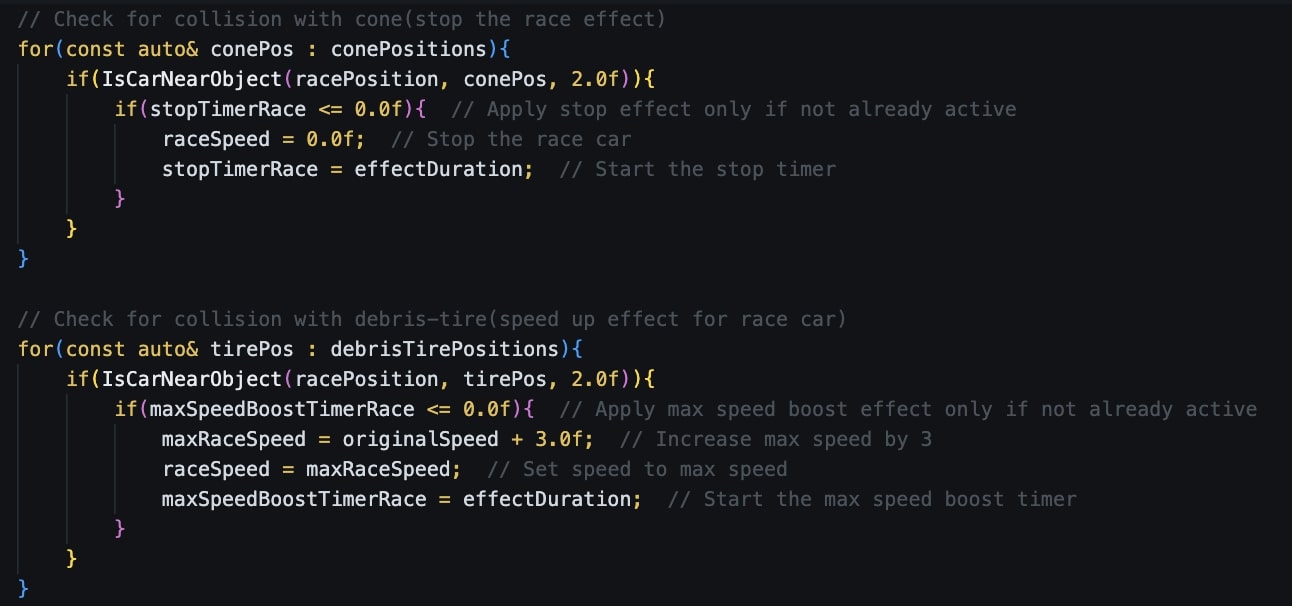 // Check for collision with cone(stop the race effect)
for(const auto& conePos : conePositions){
    if(IsCarNearObject(racePosition, conePos, 2.0f)){
        if(stopTimerRace <= 0.0f){  // Apply stop effect only if not already active
            raceSpeed = 0.0f;  // Stop the race car
            stopTimerRace = effectDuration;  // Start the stop timer
        }
    }
}

// Check for collision with debris-tire(speed up effect for race car)
for(const auto& tirePos : debrisTirePositions){
    if(IsCarNearObject(racePosition, tirePos, 2.0f)){
        if(maxSpeedBoostTimerRace <= 0.0f){  // Apply max speed boost effect only if not already active
            maxRaceSpeed = originalSpeed + 3.0f;  // Increase max speed by 3
            raceSpeed = maxRaceSpeed;  // Set speed to max speed
            maxSpeedBoostTimerRace = effectDuration;  // Start the max speed boost timer
        }
    }
}